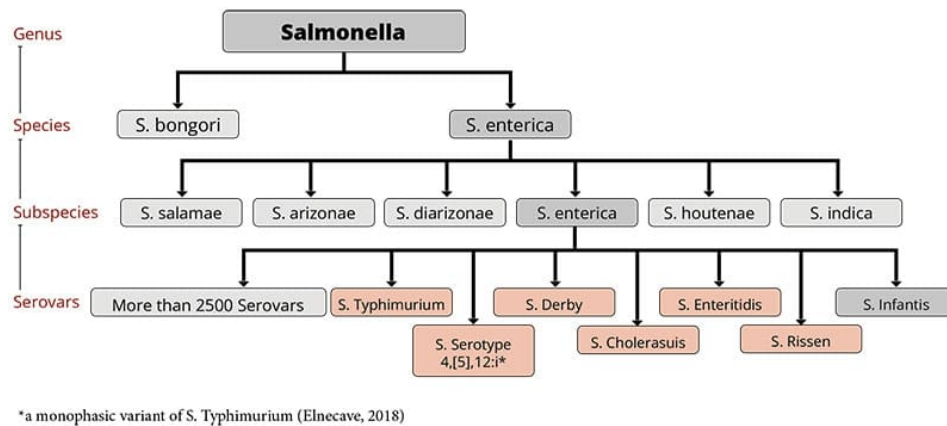 Genus
Salmonella
Species
S. bongori
S. enterica
Subspecies
S. salamae
S. arizonae
S. diarizonae
S. enterica
S. houtenae
S. indica
Serovars
More than 2500 Serovars
S. Typhimurium
S. Derby
S. Enteritidis
S. Infantis
S. Serotype
4,[5],12:i*
S. Cholerasuis
S. Rissen
*a monophasic variant of S. Typhimurium (Elnecave, 2018)